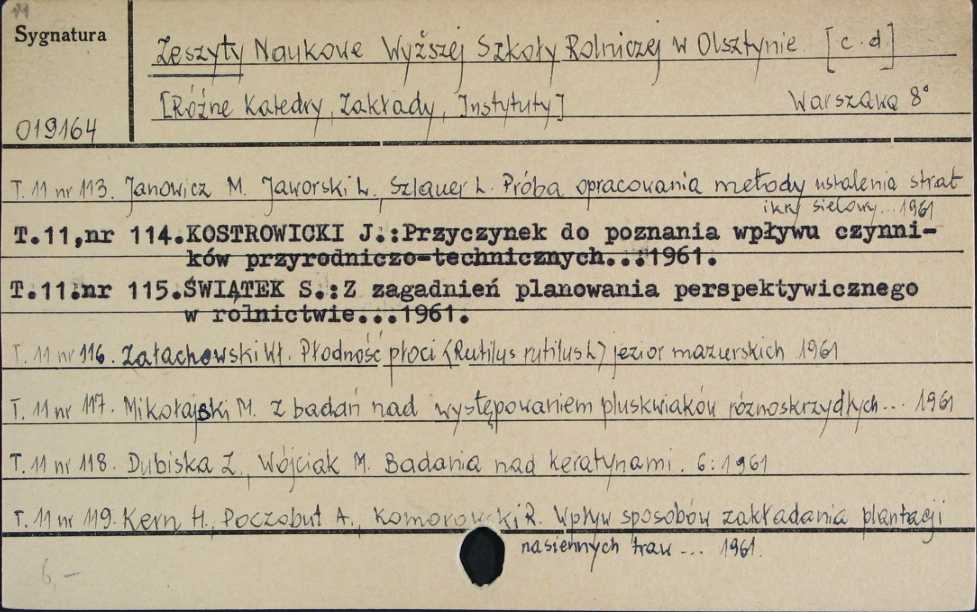 Sygnatura
019164
Zeszyty Naukowe Wyższej Szkoły Rolniczej w Olsztynie [c.d.]
[Różne Katedry, Zakłady, Instytuty] Warszawa 8°
T. 11 nr 113. Janowicz M. Jaworski L. Szlauer L. Próba opracowania metody ustalenia strat
ikry sielowy...1961
T.11,nr 114.KOSTROWICKI J.:Przyczynek do poznania wpływu czynni-
ków przyrodniczo-technicznych...1961.
T.11.nr 115.ŚWIĄTEK S.:Z zagadnień planowania perspektywicznego
w rolnictwie...1961.
T. 11 nr 116. Załachowski Wł. Płodność płoci (Rutilus rutilus L) jezior mazurskich 1961
T. 11 nr 117. Mikołajski M. z badań nad występowaniem pluskwiaków różnoskrzydłych... 1961
T. 11 nr 118. Dubiska Z., Wójciak M. Badania nad keratynami. 6:1961
T. 11 nr 119. Kern H., Poczobut A., Komorowski R. Wpływ sposobów zakładania plantacji
nasiennych traw ... 1961.
6,-